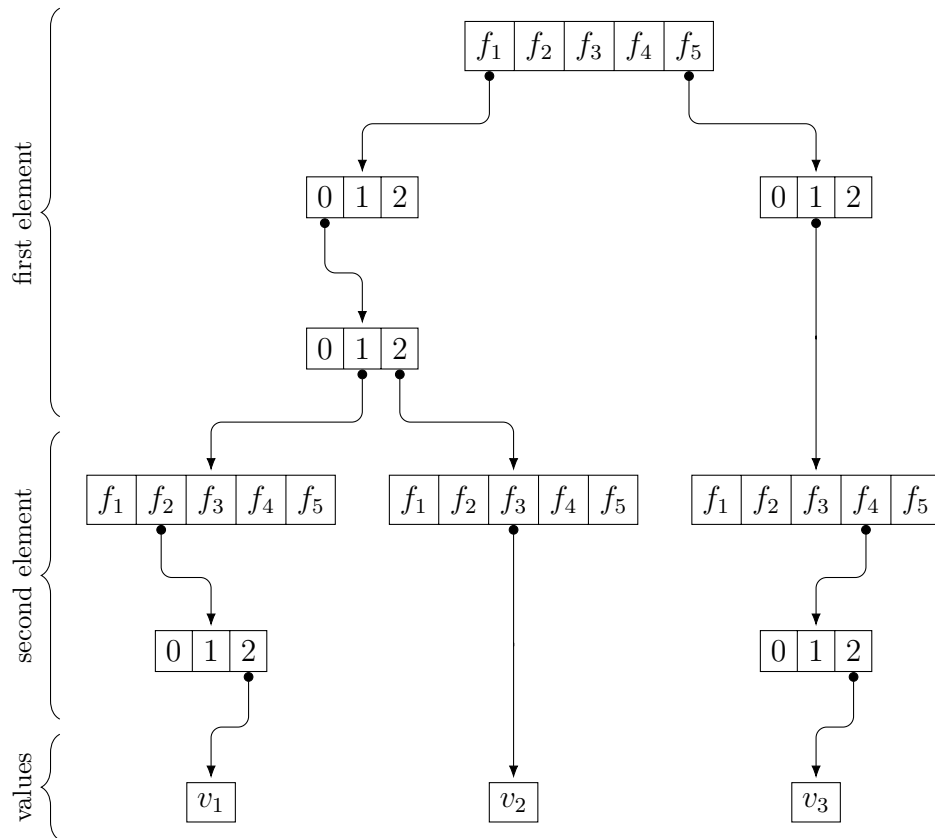 f₁ f₂ f₃ f₄ f₅
first element
0 1 2
0 1 2
0 1 2
second element
f₁ f₂ f₃ f₄ f₅
f₁ f₂ f₃ f₄ f₅
f₁ f₂ f₃ f₄ f₅
0 1 2
0 1 2
values
v₁
v₂
v₃